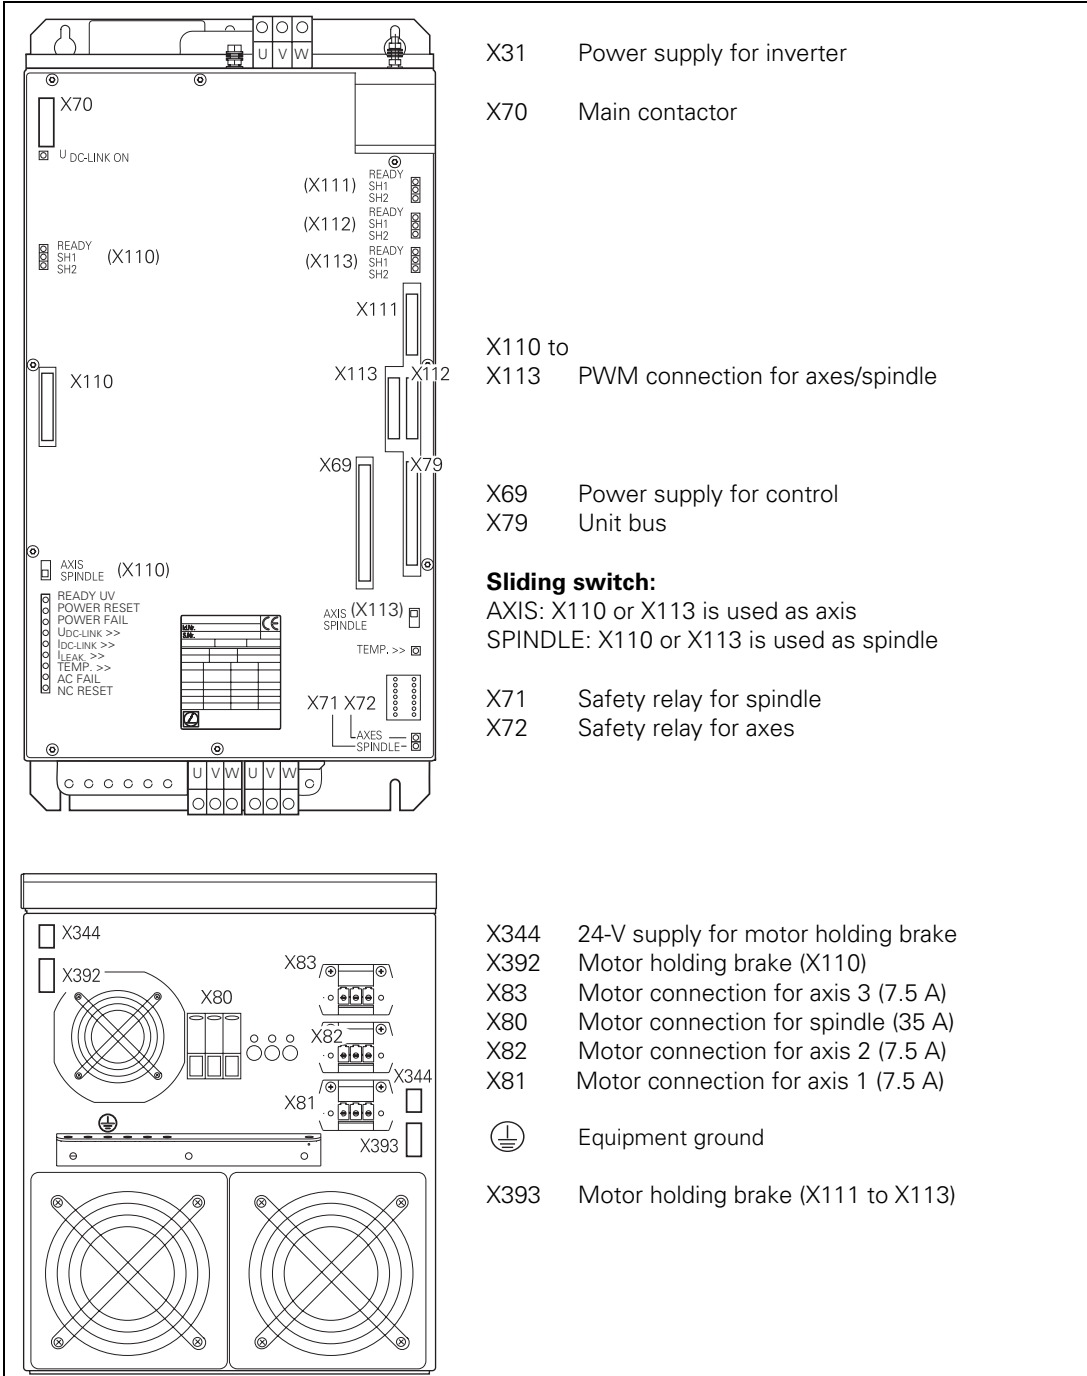 U V W
X70
U DC-LINK ON
READY
SH1
SH2
(X111)
READY
SH1
SH2
(X112)
READY
SH1
SH2
(X113)
READY
SH1
SH2
(X110)
X111
X110
X113
X112
X69
X79
AXIS
SPINDLE
(X110)
READY UV
POWER RESET
POWER FAIL
UDC-LINK >>
IDC-LINK >>
ILEAK. >>
TEMP. >>
AC FAIL
NC RESET
Id.Nr.
S.Nr.
CE
AXIS (X113)
SPINDLE
TEMP. >>
X71 X72
AXES
SPINDLE
U V W U V W
X31 Power supply for inverter
X70 Main contactor
X110 to
X113 PWM connection for axes/spindle
X69 Power supply for control
X79 Unit bus
Sliding switch:
AXIS: X110 or X113 is used as axis
SPINDLE: X110 or X113 is used as spindle
X71 Safety relay for spindle
X72 Safety relay for axes
X344
X392
X80
X83
X82
X81
X344
X393
X344 24-V supply for motor holding brake
X392 Motor holding brake (X110)
X83 Motor connection for axis 3 (7.5 A)
X80 Motor connection for spindle (35 A)
X82 Motor connection for axis 2 (7.5 A)
X81 Motor connection for axis 1 (7.5 A)
Equipment ground
X393 Motor holding brake (X111 to X113)